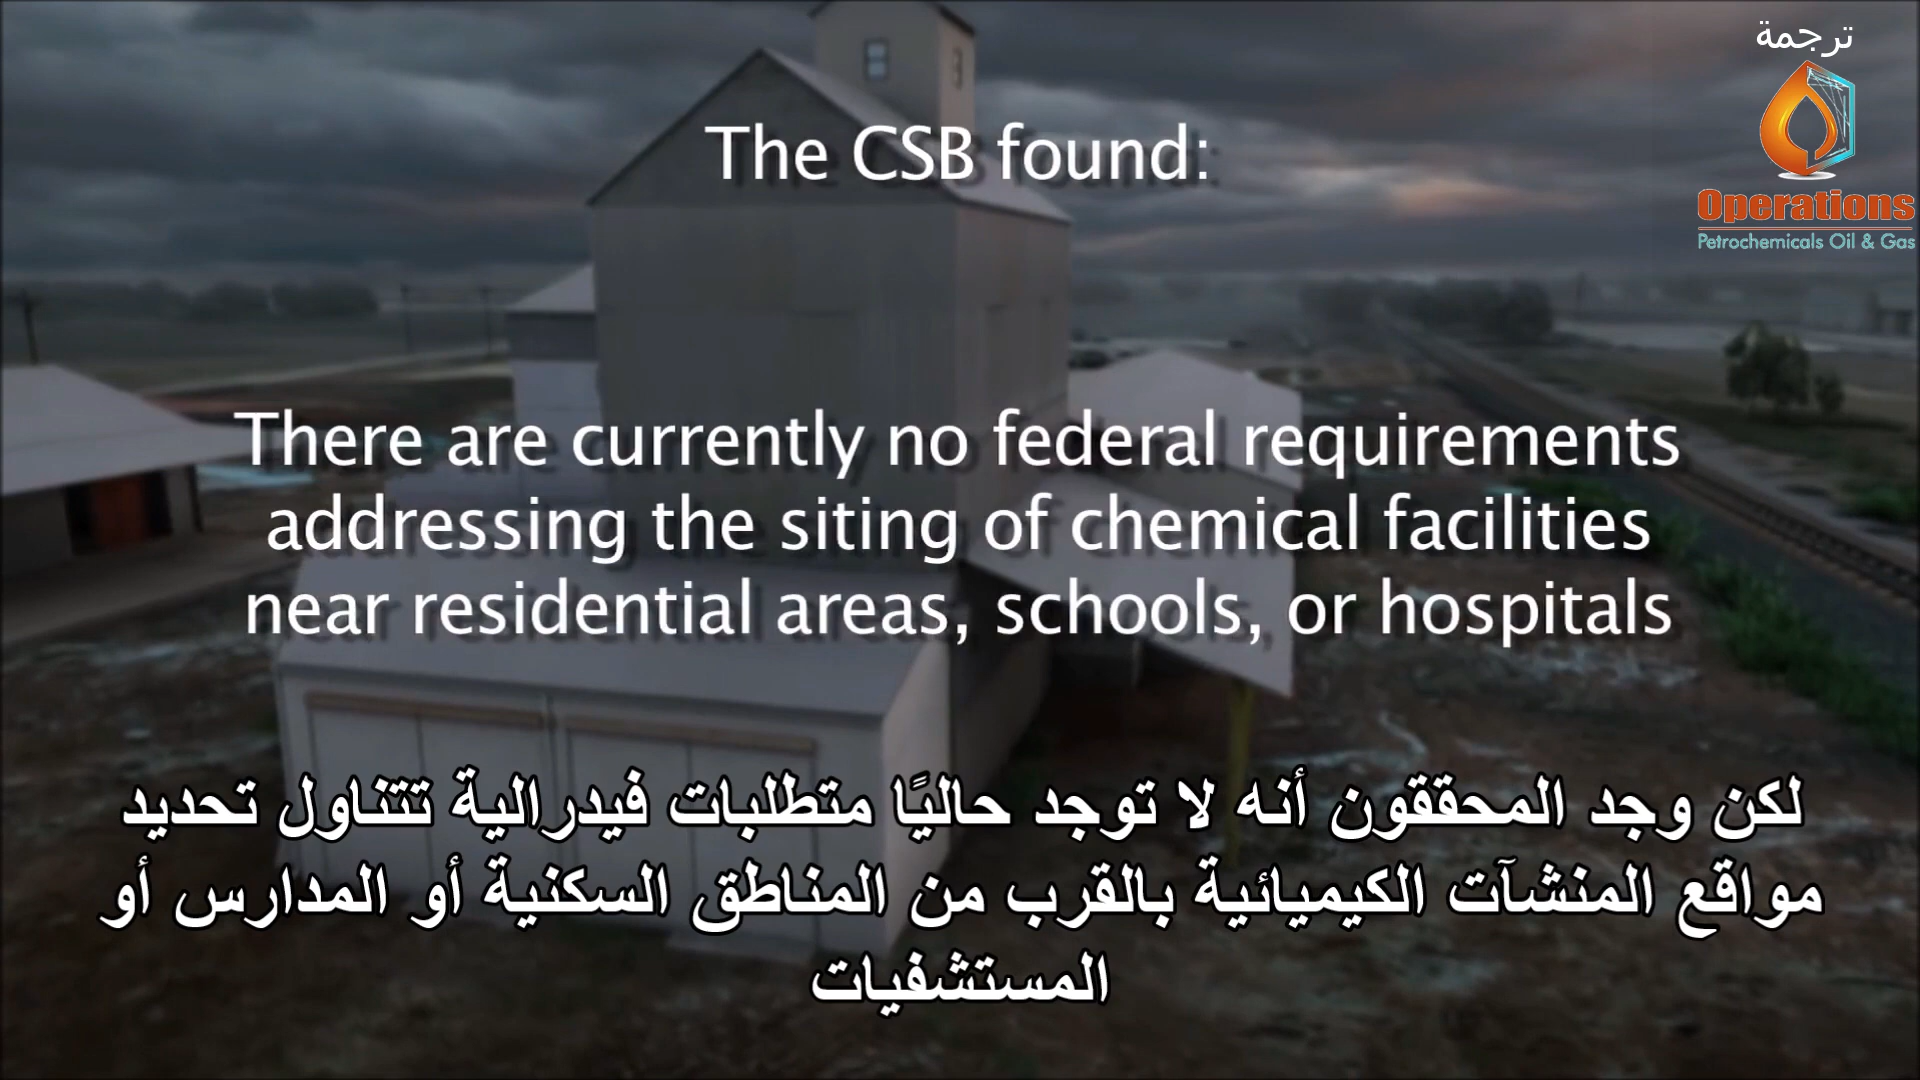 ترجمة
Operations
Petrochemicals Oil & Gas
The CSB found:
There are currently no federal requirements
addressing the siting of chemical facilities
near residential areas, schools, or hospitals
لكن وجد المحققون أنه لا توجد حاليًا متطلبات فيدرالية تتناول تحديد
مواقع المنشآت الكيميائية بالقرب من المناطق السكنية أو المدارس أو
المستشفيات